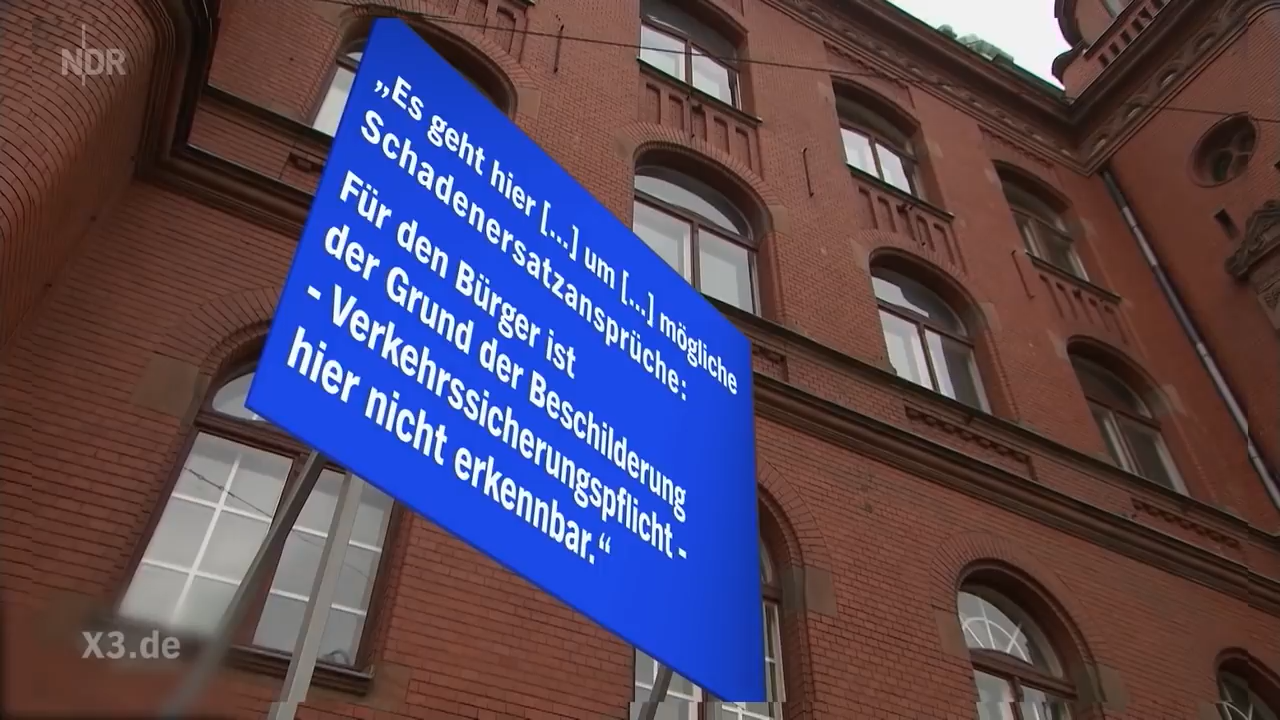 NDR
„Es geht hier [...] um [...] mögliche
Schadenersatzansprüche:
Für den Bürger ist
der Grund der Beschilderung
- Verkehrssicherungspflicht -
hier nicht erkennbar.“
X3.de